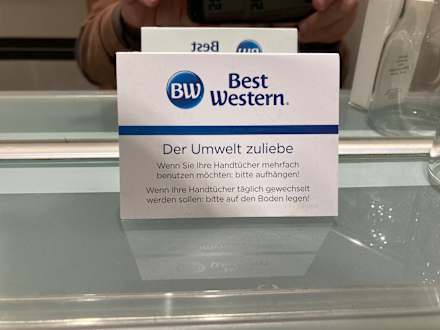 Best
BW
Best
Western®
Der Umwelt zuliebe
Wenn Sie Ihre Handtücher mehrfach
benutzen möchten: bitte aufhängen!
Wenn Ihre Handtücher täglich gewechselt
werden sollen: bitte auf den Boden legen!